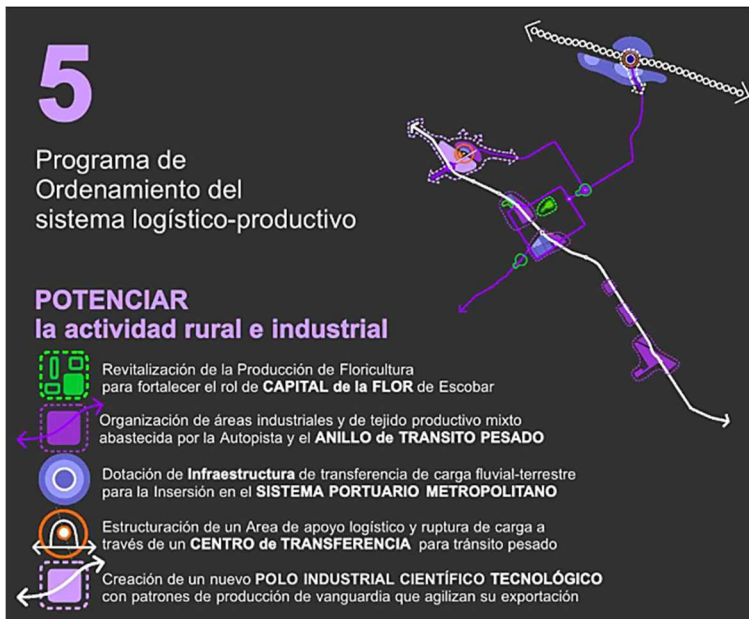 5
Programa de
Ordenamiento del
sistema logístico-productivo
POTENCIAR
la actividad rural e industrial
Revitalización de la Producción de Floricultura
para fortalecer el rol de CAPITAL de la FLOR de Escobar
Organización de áreas industriales y de tejido productivo mixto
abastecida por la Autopista y el ANILLO de TRANSITO PESADO
Dotación de Infraestructura de transferencia de carga fluvial-terrestre
para la Insersión en el SISTEMA PORTUARIO METROPOLITANO
Estructuración de un Area de apoyo logístico y ruptura de carga a
través de un CENTRO de TRANSFERENCIA para tránsito pesado
Creación de un nuevo POLO INDUSTRIAL CIENTÍFICO TECNOLÓGICO
con patrones de producción de vanguardia que agilizan su exportación